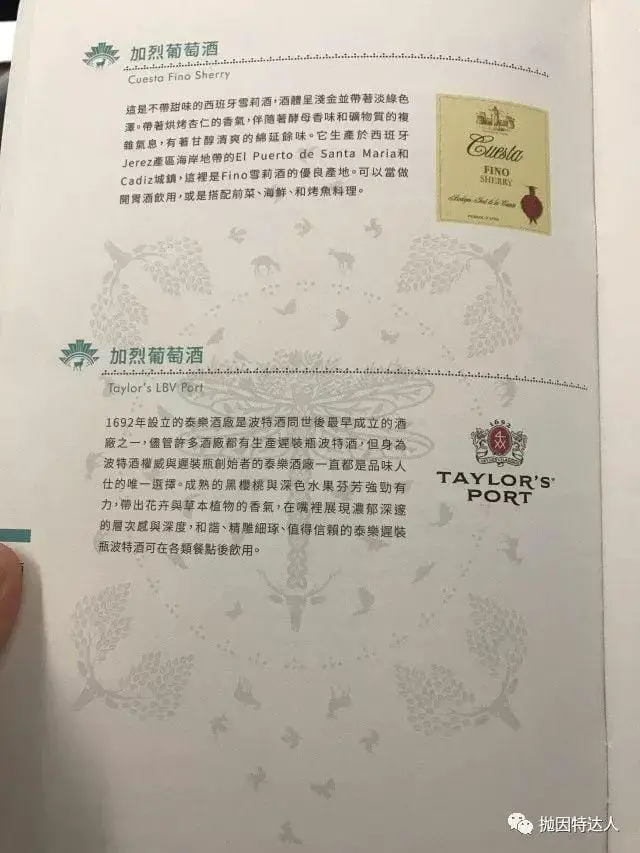 加烈葡萄酒
Cuesta Fino Sherry
這是不帶甜味的西班牙雪莉酒，酒體呈淺金並帶著淡綠色
澤。帶著烘烤杏仁的香氣，伴隨著酵母香味和礦物質的複
雜氣息，有著甘醇清爽的綿延餘味。它生產於西班牙
Jerez產區海岸地帶的El Puerto de Santa Maria和
Cadiz城鎮，這裡是Fino雪莉酒的優良產地。可以當做
開胃酒飲用，或是搭配前菜、海鮮、和烤魚料理。
Cuesta
FINO
SHERRY
加烈葡萄酒
Taylor's LBV Port
1692年設立的泰樂酒廠是波特酒問世後最早成立的酒
廠之一，儘管許多酒廠都有生產遲裝瓶波特酒，但身為
波特酒權威與遲裝瓶創始者的泰樂酒廠一直都是品味人
仕的唯一選擇。成熟的黑櫻桃與深色水果芬芳強勁有
力，帶出花卉與草本植物的香氣，在嘴裡展現濃郁深邃
的層次感與深度，和諧、精雕細琢、值得信賴的泰樂遲裝
瓶波特酒可在各類餐點後飲用。
1692
TAYLOR'S
PORT
抛因特达人